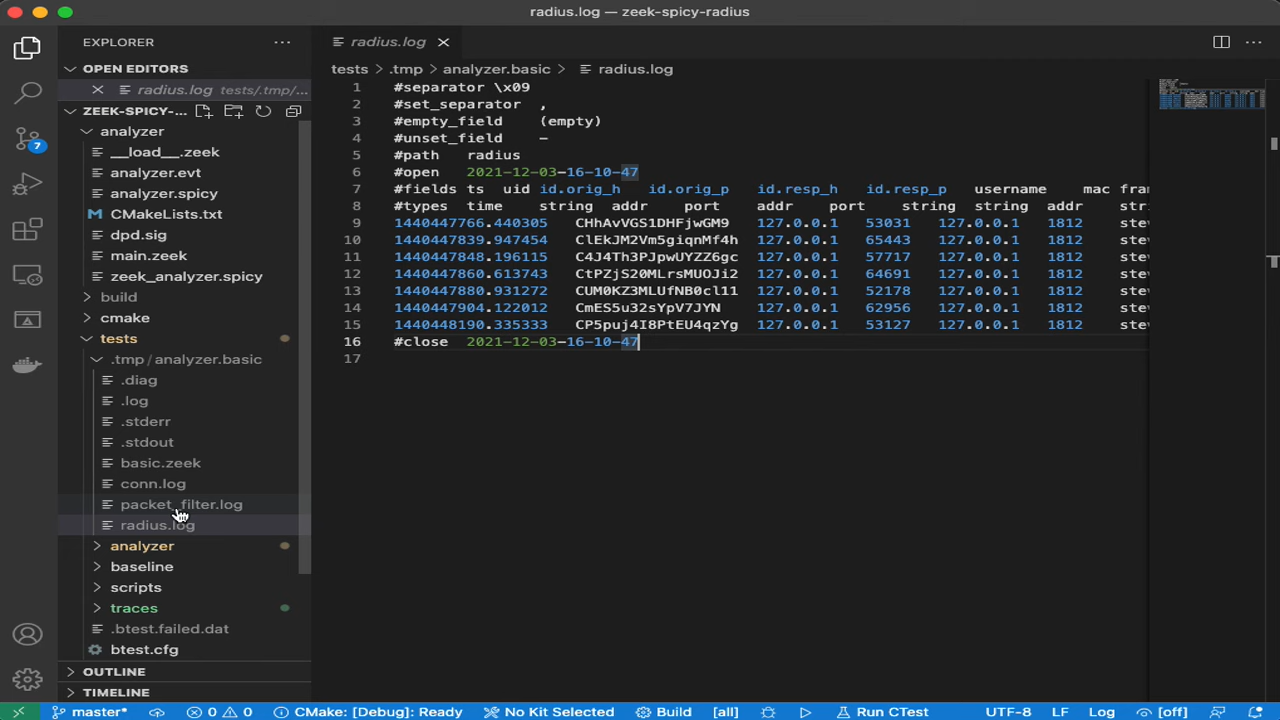 radius.log — zeek-spicy-radius
EXPLORER
OPEN EDITORS
radius.log tests/.tmp/...
ZEEK-SPICY-...
analyzer
__load__.zeek
analyzer.evt
analyzer.spicy
CMakeLists.txt
dpd.sig
main.zeek
zeek_analyzer.spicy
build
cmake
tests
.tmp / analyzer.basic
.diag
.log
.stderr
.stdout
basic.zeek
conn.log
packet_filter.log
radius.log
analyzer
baseline
scripts
traces
.btest.failed.dat
btest.cfg
OUTLINE
TIMELINE
7
radius.log
tests > .tmp > analyzer.basic > radius.log
1 #separator \x09
2 #set_separator ,
3 #empty_field (empty)
4 #unset_field -
5 #path radius
6 #open 2021-12-03-16-10-47
7 #fields ts uid id.orig_h id.orig_p id.resp_h id.resp_p username mac fra
8 #types time string addr port addr port string string addr str
9 1440447766.440305 CHhAvVGS1DHFjwGM9 127.0.0.1 53031 127.0.0.1 1812 stev
10 1440447839.947454 ClEkJM2Vm5giqnMf4h 127.0.0.1 65443 127.0.0.1 1812 stev
11 1440447848.196115 C4J4Th3PJpwUYZZ6gc 127.0.0.1 57717 127.0.0.1 1812 stev
12 1440447860.613743 CtPZjS20MLrsMUOJi2 127.0.0.1 64691 127.0.0.1 1812 stev
13 1440447880.931272 CUM0KZ3MLUfNB0cl11 127.0.0.1 52178 127.0.0.1 1812 stev
14 1440447904.122012 CmES5u32sYpV7JYN 127.0.0.1 62956 127.0.0.1 1812 stev
15 1440448190.335333 CP5puj4I8PtEU4qzYg 127.0.0.1 53127 127.0.0.1 1812 stev
16 #close 2021-12-03-16-10-47
17
master* 0 0 CMake: [Debug]: Ready No Kit Selected Build [all] Run CTest UTF-8 LF Log [off]